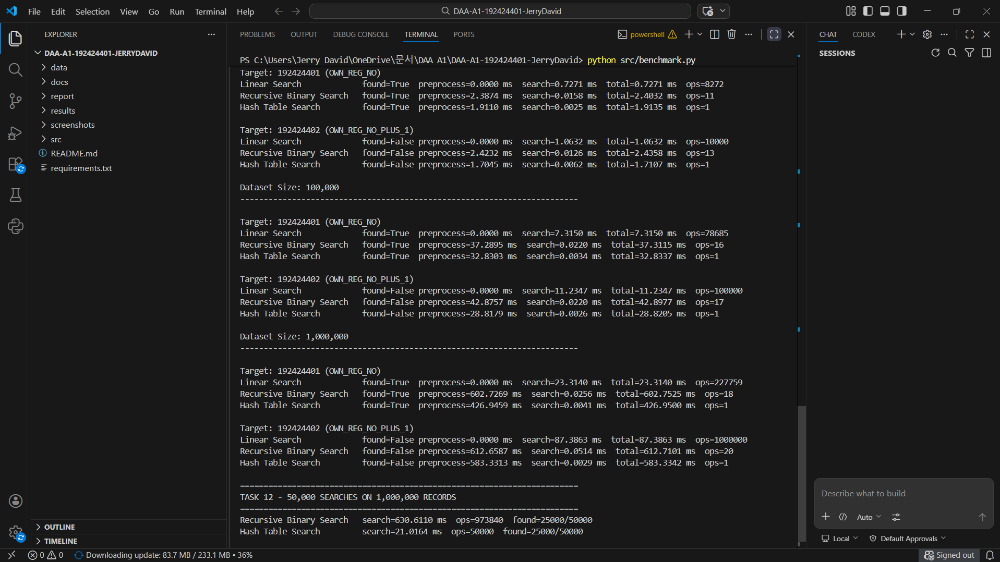 File Edit Selection View Go Run Terminal Help
DAA-A1-192424401-JerryDavid
EXPLORER
DAA-A1-192424401-JERRYDAVID
data
docs
report
results
screenshots
src
README.md
requirements.txt
OUTLINE
TIMELINE
PROBLEMS OUTPUT DEBUG CONSOLE TERMINAL PORTS
powershell
PS C:\Users\Jerry David\OneDrive\문서\DAA A1\DAA-A1-192424401-JerryDavid> python src/benchmark.py
Target: 192424401 (OWN_REG_NO)
Linear Search found=True preprocess=0.0000 ms search=0.7271 ms total=0.7271 ms ops=8272
Recursive Binary Search found=True preprocess=2.3874 ms search=0.0158 ms total=2.4032 ms ops=11
Hash Table Search found=True preprocess=1.9110 ms search=0.0025 ms total=1.9135 ms ops=1
Target: 192424402 (OWN_REG_NO_PLUS_1)
Linear Search found=False preprocess=0.0000 ms search=1.0632 ms total=1.0632 ms ops=10000
Recursive Binary Search found=False preprocess=2.4232 ms search=0.0126 ms total=2.4358 ms ops=13
Hash Table Search found=False preprocess=1.7045 ms search=0.0062 ms total=1.7107 ms ops=1
Dataset Size: 100,000
------------------------------------------------------------------------
Target: 192424401 (OWN_REG_NO)
Linear Search found=True preprocess=0.0000 ms search=7.3150 ms total=7.3150 ms ops=78685
Recursive Binary Search found=True preprocess=37.2895 ms search=0.0220 ms total=37.3115 ms ops=16
Hash Table Search found=True preprocess=32.8303 ms search=0.0034 ms total=32.8337 ms ops=1
Target: 192424402 (OWN_REG_NO_PLUS_1)
Linear Search found=False preprocess=0.0000 ms search=11.2347 ms total=11.2347 ms ops=100000
Recursive Binary Search found=False preprocess=42.8757 ms search=0.0220 ms total=42.8977 ms ops=17
Hash Table Search found=False preprocess=28.8179 ms search=0.0026 ms total=28.8205 ms ops=1
Dataset Size: 1,000,000
------------------------------------------------------------------------
Target: 192424401 (OWN_REG_NO)
Linear Search found=True preprocess=0.0000 ms search=23.3140 ms total=23.3140 ms ops=227759
Recursive Binary Search found=True preprocess=602.7269 ms search=0.0256 ms total=602.7525 ms ops=18
Hash Table Search found=True preprocess=426.9459 ms search=0.0041 ms total=426.9500 ms ops=1
Target: 192424402 (OWN_REG_NO_PLUS_1)
Linear Search found=False preprocess=0.0000 ms search=87.3863 ms total=87.3863 ms ops=1000000
Recursive Binary Search found=False preprocess=612.6587 ms search=0.0514 ms total=612.7101 ms ops=20
Hash Table Search found=False preprocess=583.3313 ms search=0.0029 ms total=583.3342 ms ops=1
========================================================================
TASK 12 - 50,000 SEARCHES ON 1,000,000 RECORDS
========================================================================
Recursive Binary Search search=630.6110 ms ops=973840 found=25000/50000
Hash Table Search search=21.0164 ms ops=50000 found=25000/50000
CHAT CODEX
SESSIONS
Describe what to build
Auto
Local Default Approvals
0 0 Downloading update: 83.7 MB / 233.1 MB • 36%
Signed out